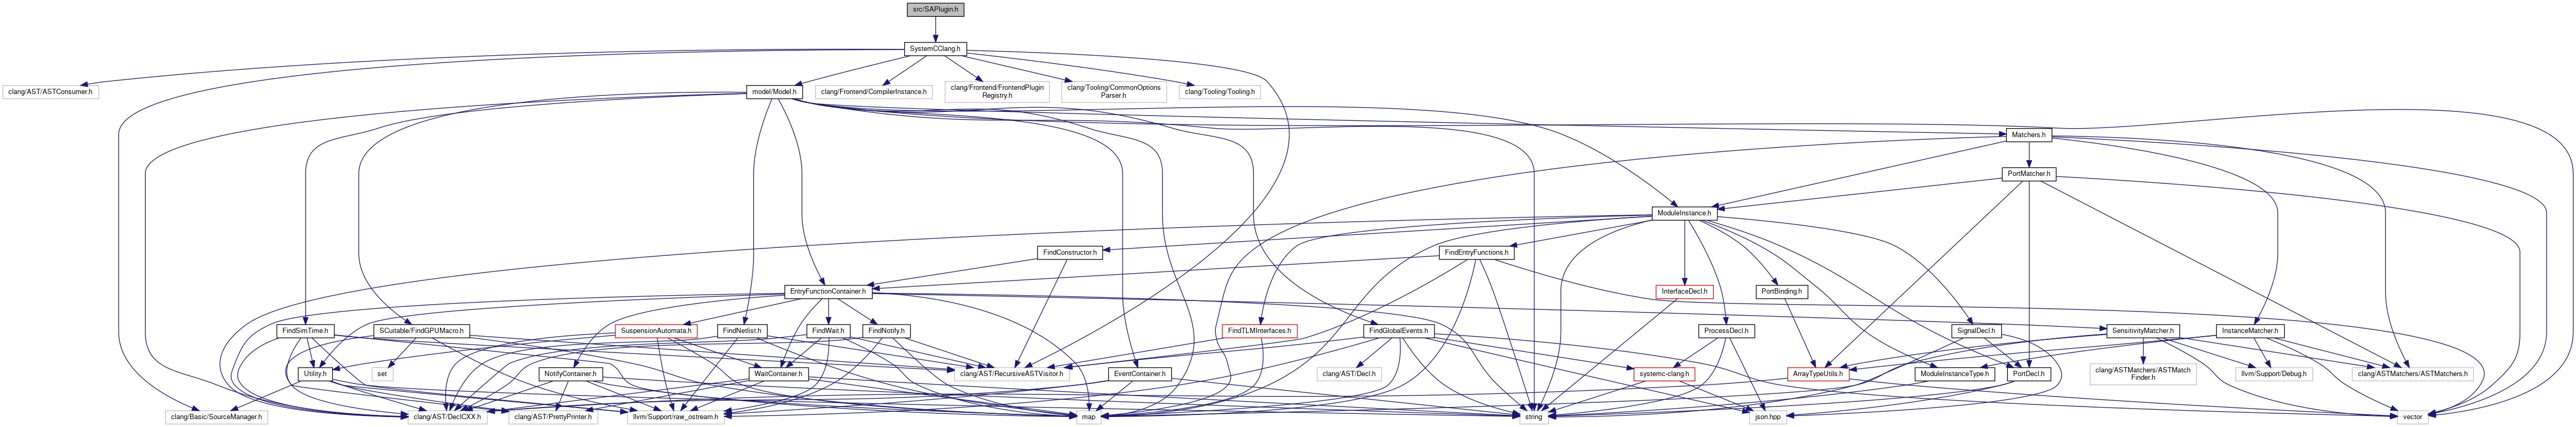 src/SAPlugin.h
SystemCClang.h
clang/AST/ASTConsumer.h
model/Model.h
clang/Frontend/CompilerInstance.h
clang/Frontend/FrontendPlugin
Registry.h
clang/Tooling/CommonOptions
Parser.h
clang/Tooling/Tooling.h
Matchers.h
PortMatcher.h
ModuleInstance.h
FindConstructor.h
FindEntryFunctions.h
EntryFunctionContainer.h
InterfaceDecl.h
PortBinding.h
FindSimTime.h
SCuitable/FindGPUMacro.h
SuspensionAutomata.h
FindNetlist.h
FindWait.h
FindNotify.h
FindTLMInterfaces.h
FindGlobalEvents.h
ProcessDecl.h
SignalDecl.h
SensitivityMatcher.h
InstanceMatcher.h
Utility.h
set
NotifyContainer.h
WaitContainer.h
clang/AST/RecursiveASTVisitor.h
EventContainer.h
clang/AST/Decl.h
systemc-clang.h
ArrayTypeUtils.h
ModuleInstanceType.h
PortDecl.h
clang/ASTMatchers/ASTMatch
Finder.h
llvm/Support/Debug.h
clang/ASTMatchers/ASTMatchers.h
clang/Basic/SourceManager.h
clang/AST/DeclCXX.h
clang/AST/PrettyPrinter.h
llvm/Support/raw_ostream.h
map
string
json.hpp
vector